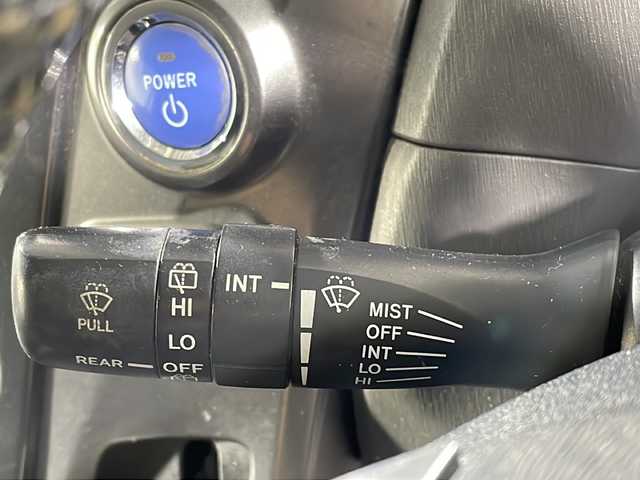 POWER
PULL
REAR
HI
LO
OFF
INT
MIST
OFF
INT
LO
HI